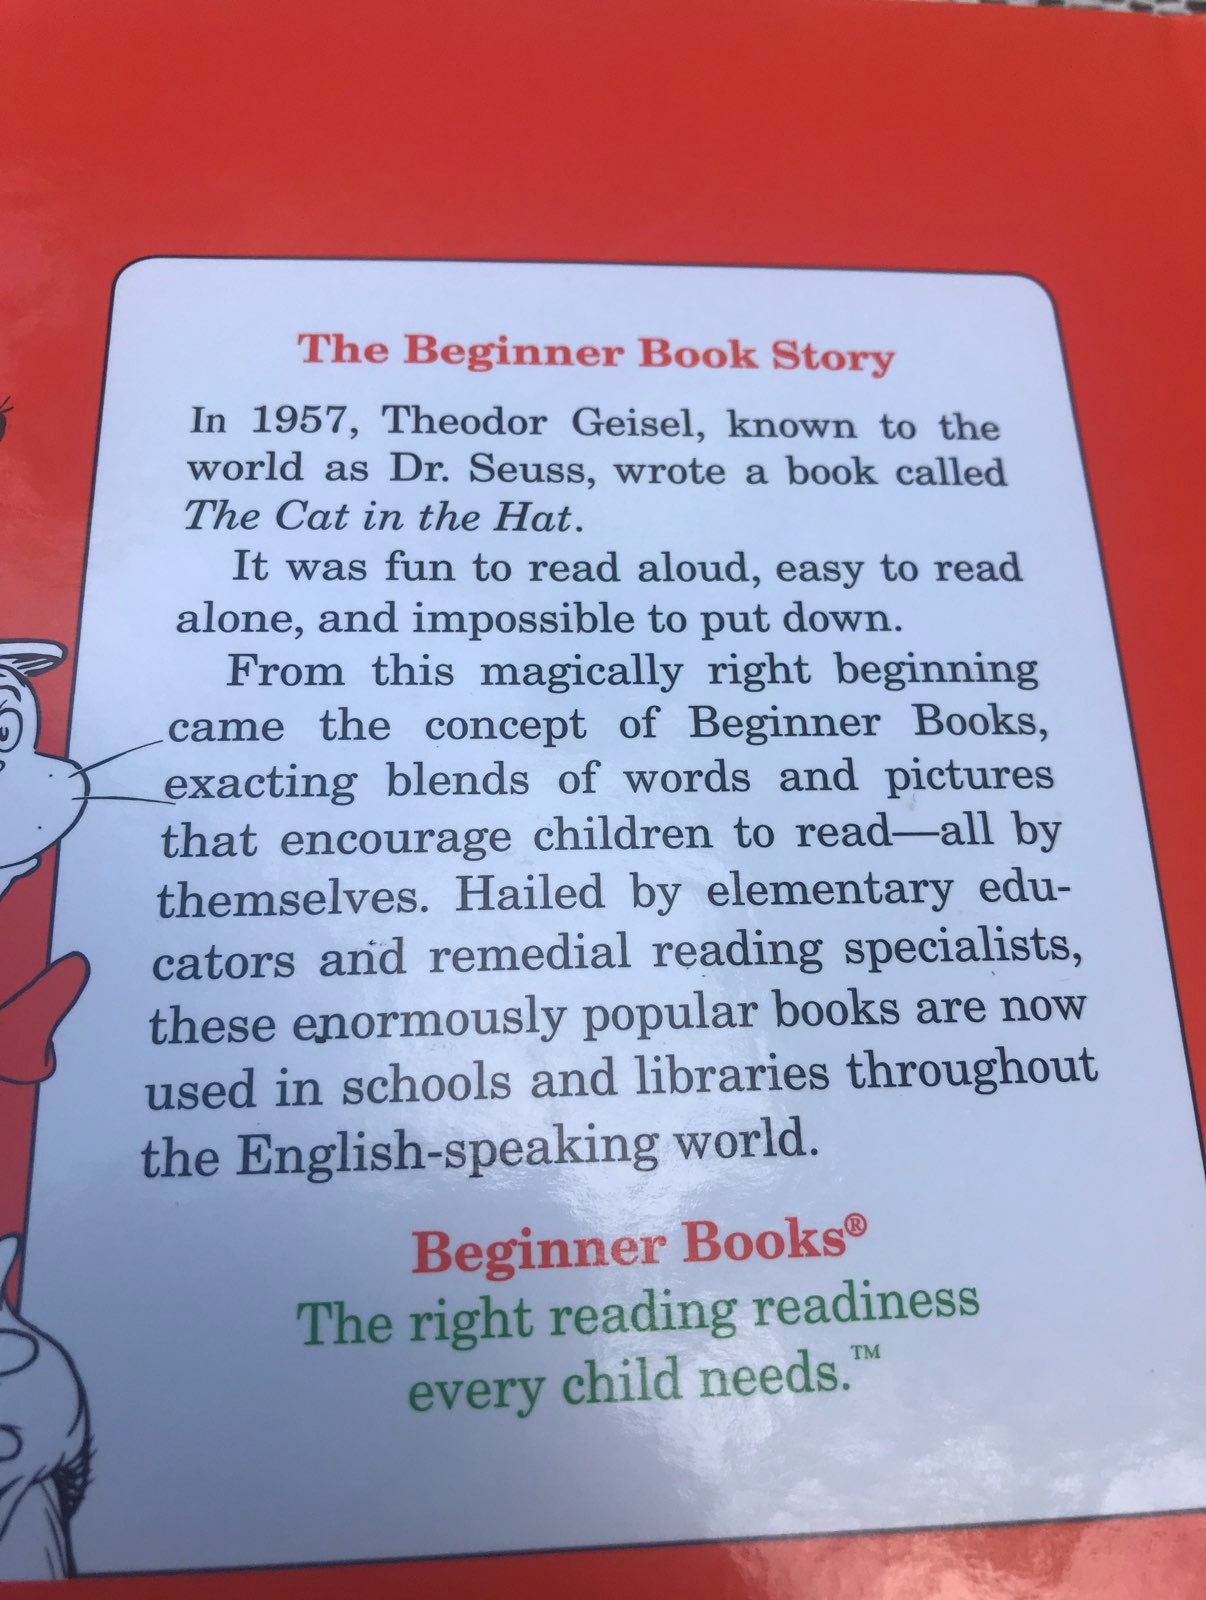 The Beginner Book Story
In 1957, Theodor Geisel, known to the
world as Dr. Seuss, wrote a book called
The Cat in the Hat.
It was fun to read aloud, easy to read
alone, and impossible to put down.
From this magically right beginning
came the concept of Beginner Books,
exacting blends of words and pictures
that encourage children to read—all by
themselves. Hailed by elementary edu-
cators and remedial reading specialists,
these enormously popular books are now
used in schools and libraries throughout
the English-speaking world.
Beginner Books®
The right reading readiness
every child needs.™